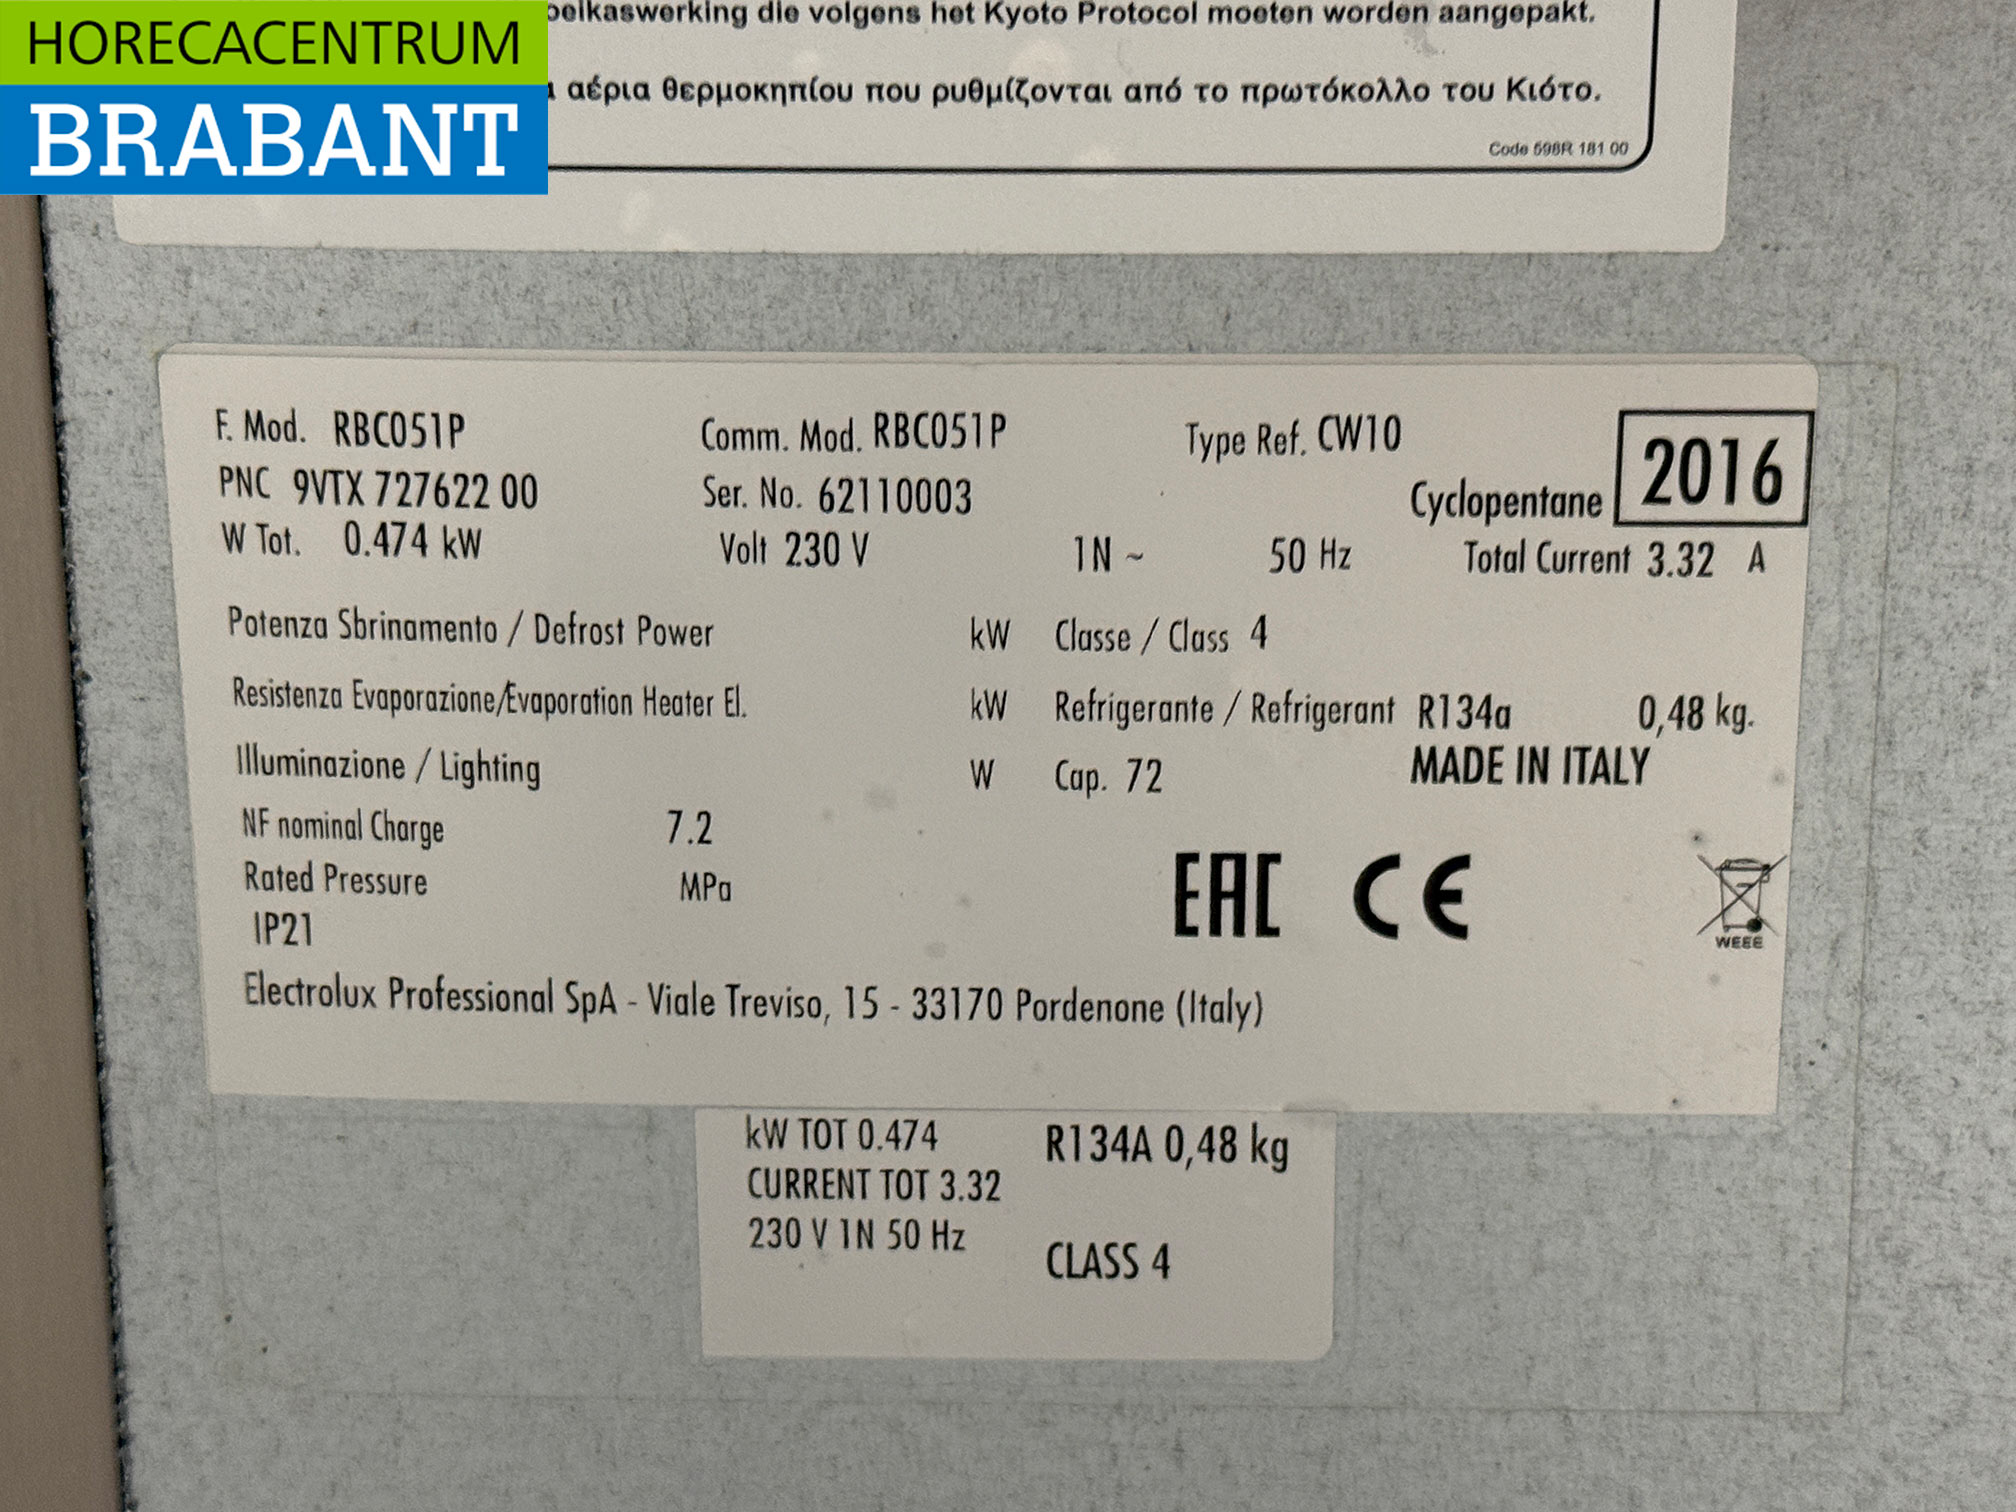 HORECACENTRUM
BRABANT
die volgens het Kyoto Protocol moeten worden aangepakt.
αέρια θερμοκηπίου που ρυθμίζονται από το πρωτόκολλο του Κιότο.
Code 598R 181 00
F. Mod. RBC051P Comm. Mod. RBC051P Type Ref. CW10
PNC 9VTX 727622 00 Ser. No. 62110003 Cyclopentane 2016
W Tot. 0.474 kW Volt 230 V 1N ~ 50 Hz Total Current 3.32 A
Potenza Sbrinamento / Defrost Power kW Classe / Class 4
Resistenza Evaporazione/Evaporation Heater El. kW Refrigerante / Refrigerant R134a 0,48 kg.
Illuminazione / Lighting W Cap. 72 MADE IN ITALY
NF nominal Charge 7.2
Rated Pressure MPa
IP21
EAC CE
WEEE
Electrolux Professional SpA - Viale Treviso, 15 - 33170 Pordenone (Italy)
kW TOT 0.474 R134A 0,48 kg
CURRENT TOT 3.32
230 V 1N 50 Hz
CLASS 4